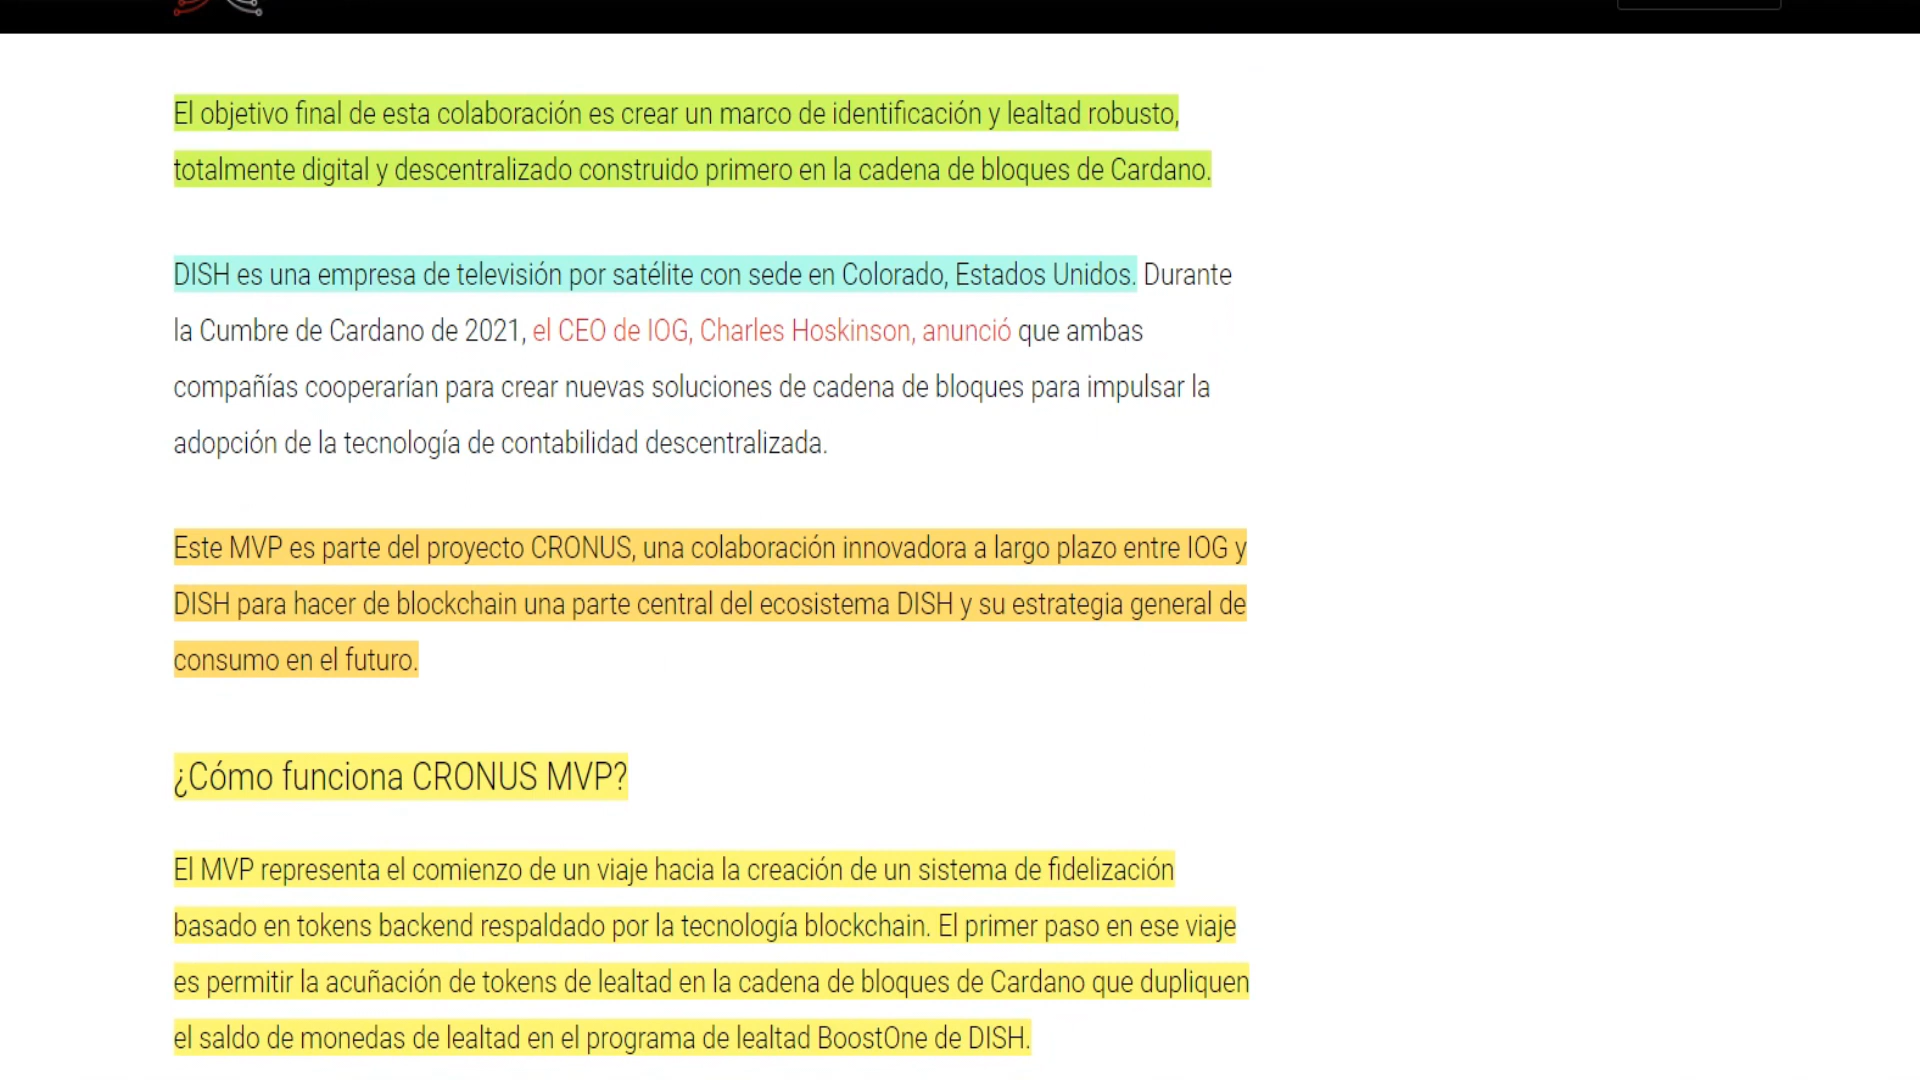 El objetivo final de esta colaboración es crear un marco de identificación y lealtad robusto,
totalmente digital y descentralizado construido primero en la cadena de bloques de Cardano.
DISH es una empresa de televisión por satélite con sede en Colorado, Estados Unidos. Durante
la Cumbre de Cardano de 2021, el CEO de IOG, Charles Hoskinson, anunció que ambas
compañías cooperarían para crear nuevas soluciones de cadena de bloques para impulsar la
adopción de la tecnología de contabilidad descentralizada.
Este MVP es parte del proyecto CRONUS, una colaboración innovadora a largo plazo entre IOG y
DISH para hacer de blockchain una parte central del ecosistema DISH y su estrategia general de
consumo en el futuro.
¿Cómo funciona CRONUS MVP?
El MVP representa el comienzo de un viaje hacia la creación de un sistema de fidelización
basado en tokens backend respaldado por la tecnología blockchain. El primer paso en ese viaje
es permitir la acuñación de tokens de lealtad en la cadena de bloques de Cardano que dupliquen
el saldo de monedas de lealtad en el programa de lealtad BoostOne de DISH.